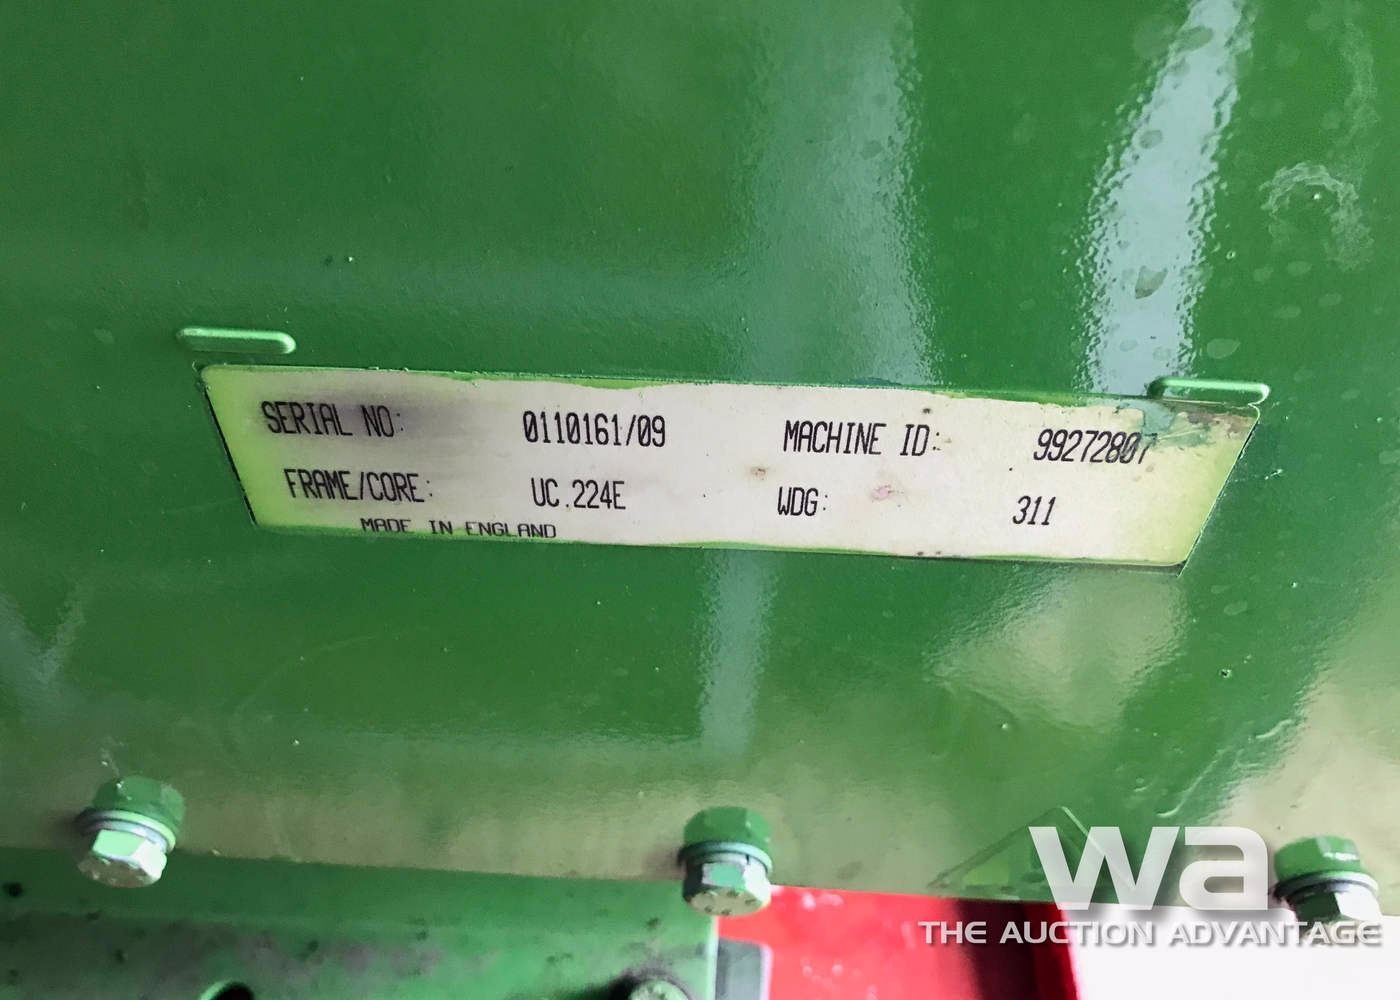 SERIAL NO: 0110161/09 MACHINE ID: 99272807
FRAME/CORE: UC.224E WDG: 311
MADE IN ENGLAND
wa
THE AUCTION ADVANTAGE